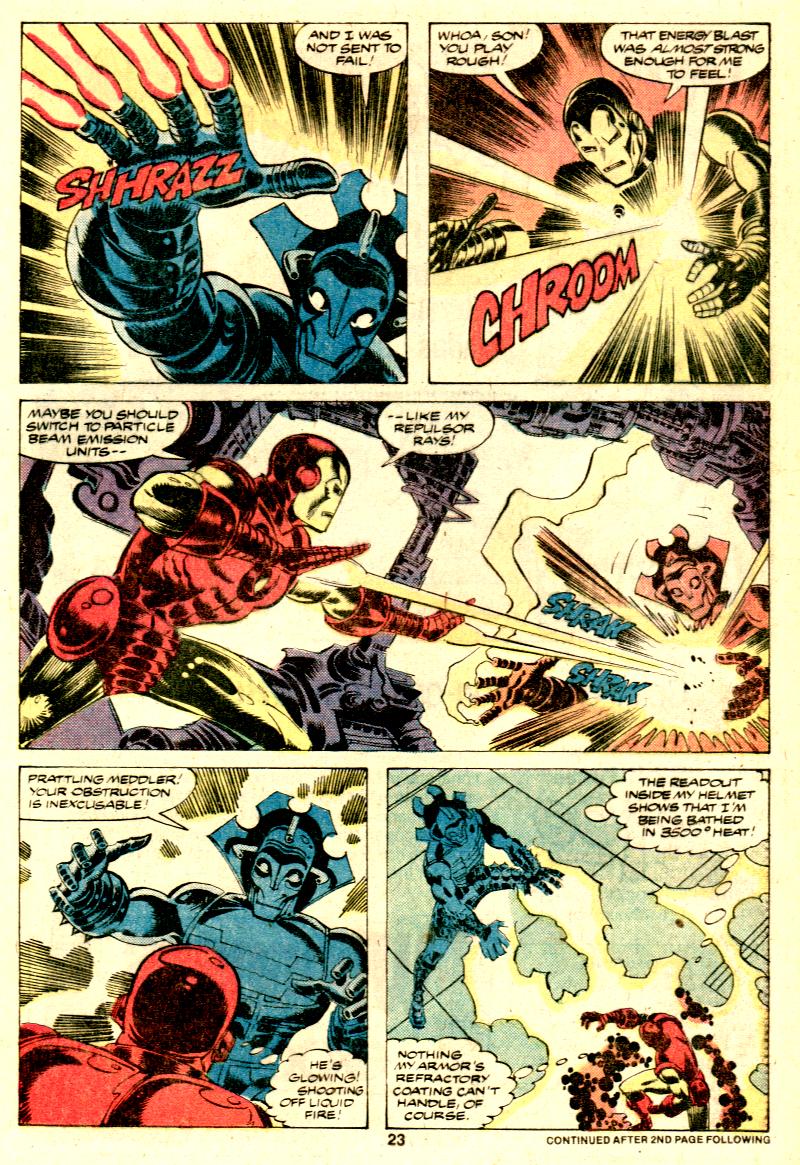 AND I WAS
NOT SENT TO
FAIL!
SHHRAZZ
WHOA, SON!
YOU PLAY
ROUGH!
THAT ENERGY BLAST
WAS ALMOST STRONG
ENOUGH FOR ME
TO FEEL!
CHROOM
MAYBE YOU SHOULD
SWITCH TO PARTICLE
BEAM EMISSION
UNITS--
--LIKE MY
REPULSOR
RAYS!
SHRAK
SHRAK
PRATTLING MEDDLER!
YOUR OBSTRUCTION
IS INEXCUSABLE!
HE'S
GLOWING!
SHOOTING
OFF LIQUID
FIRE!
THE READOUT
INSIDE MY HELMET
SHOWS THAT I'M
BEING BATHED
IN 3500° HEAT!
NOTHING
MY ARMOR'S
REFRACTORY
COATING CAN'T
HANDLE, OF
COURSE.
23
CONTINUED AFTER 2ND PAGE FOLLOWING